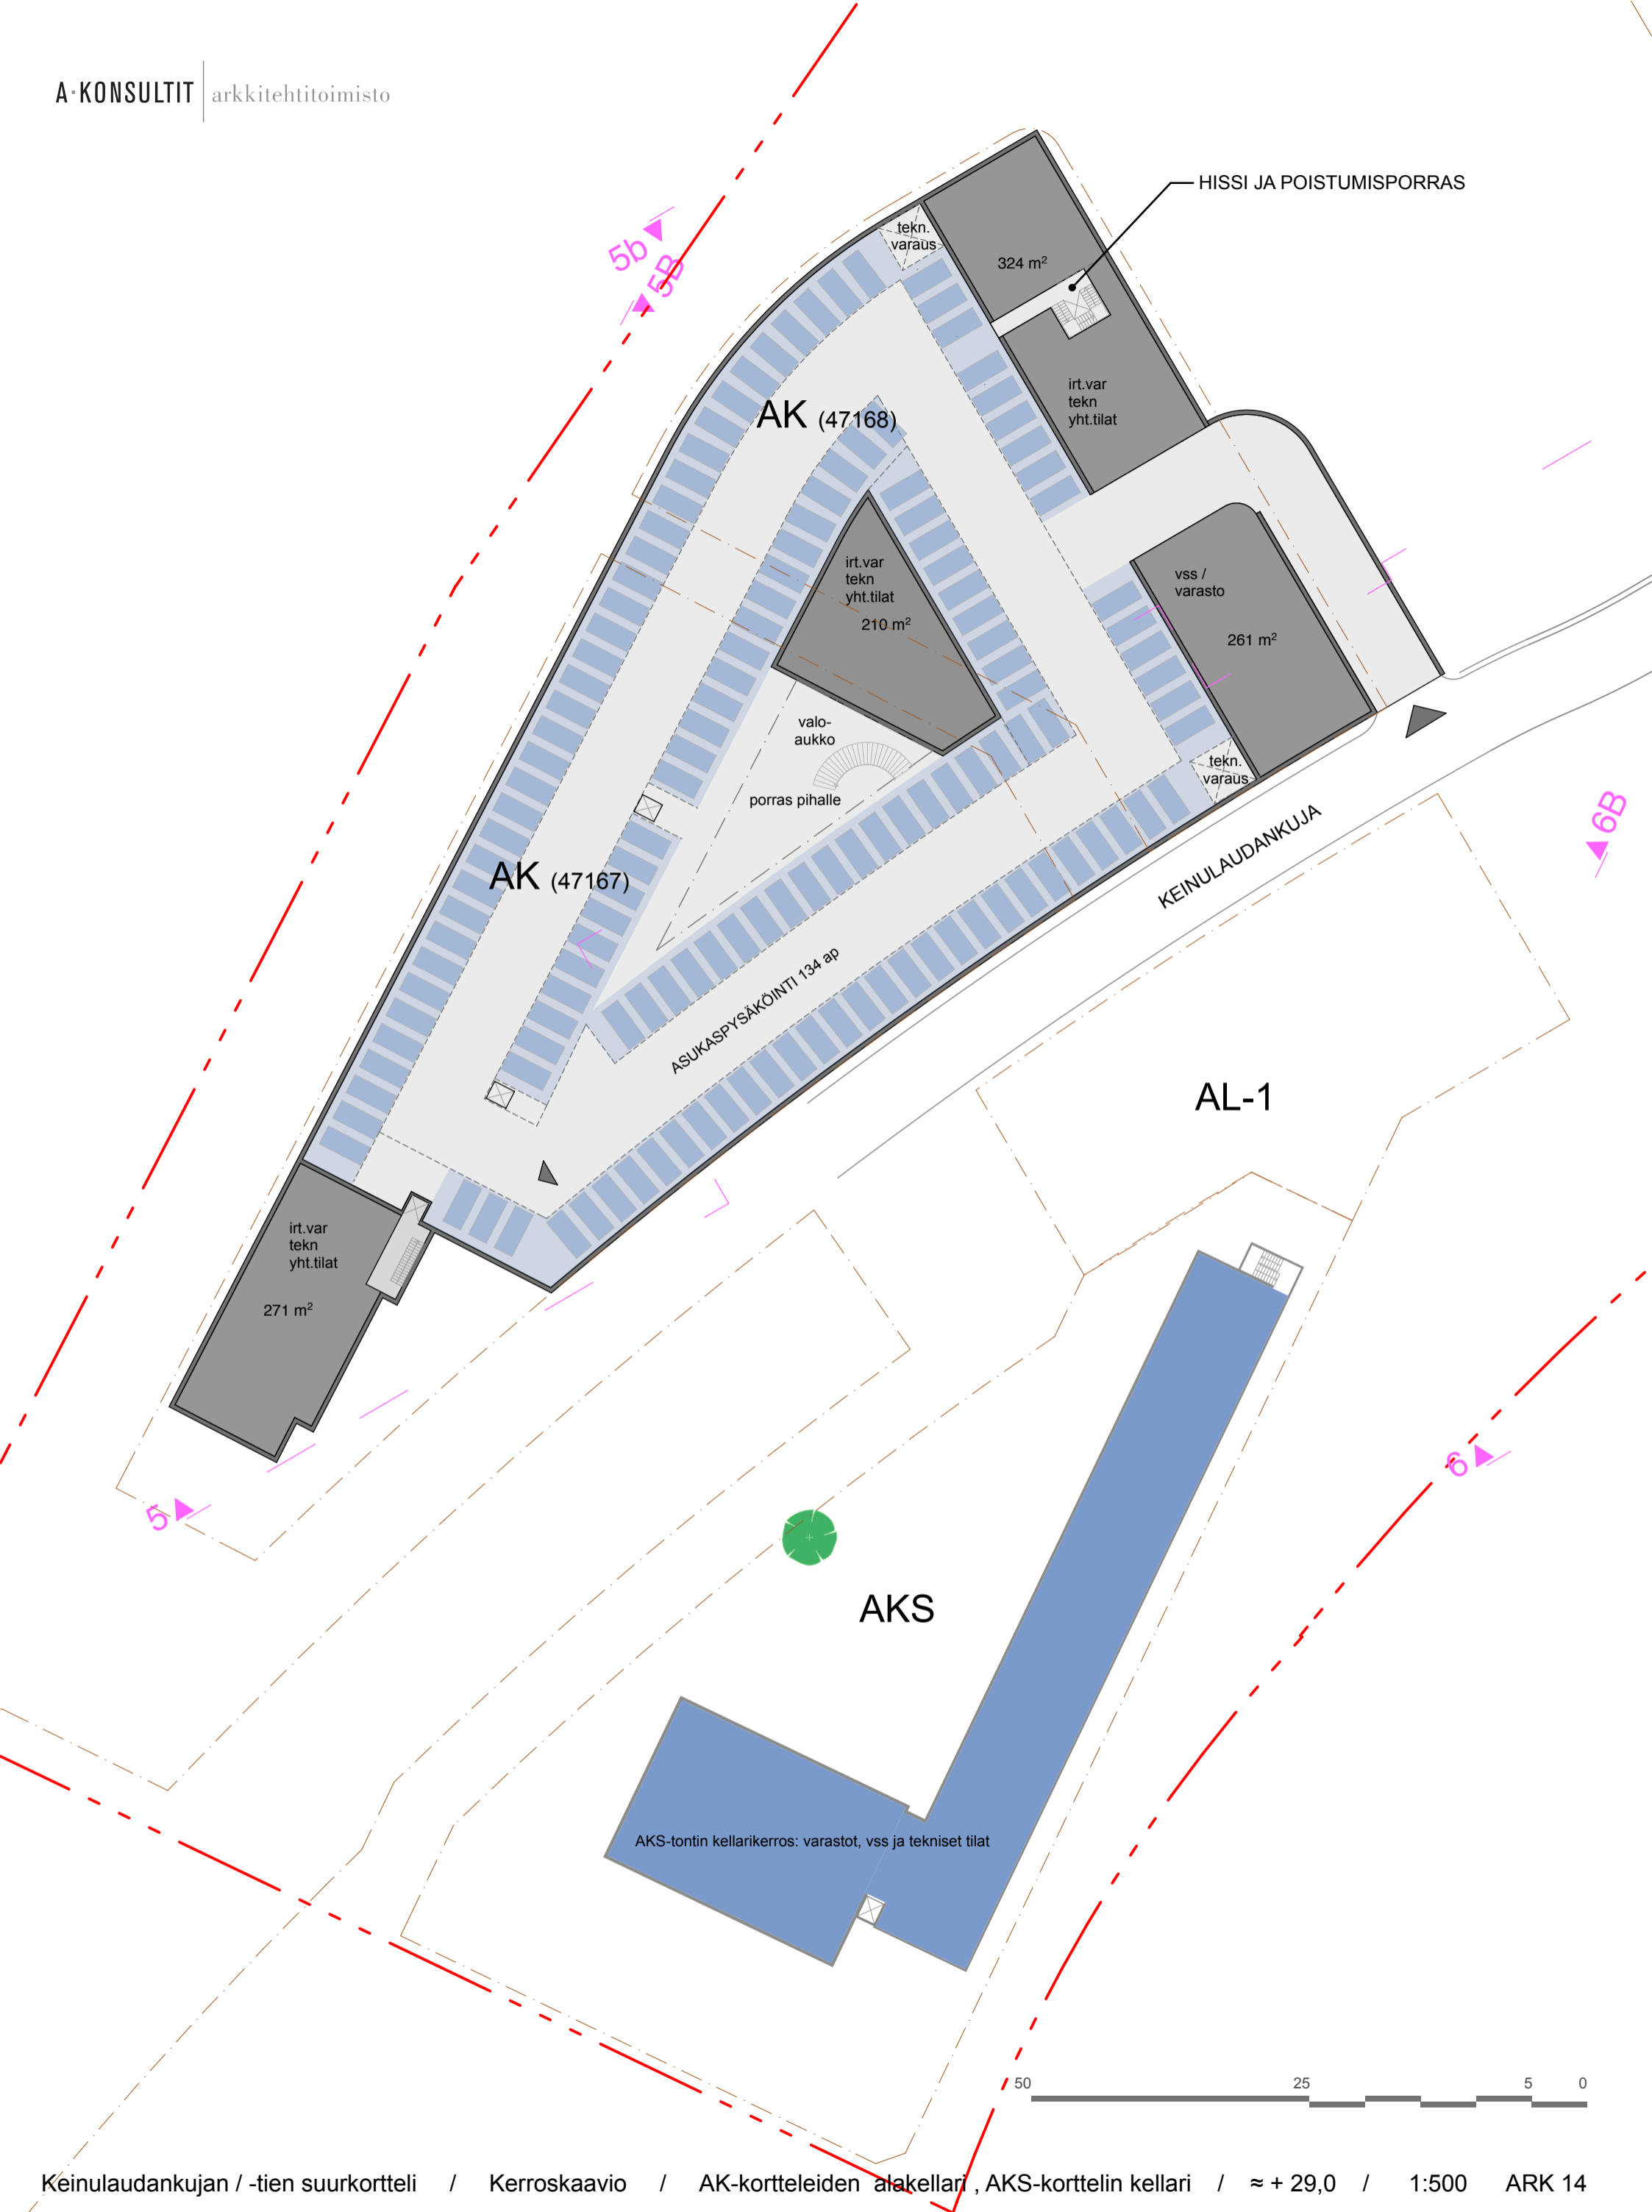 A·KONSULTIT arkkitehtitoimisto
HISSI JA POISTUMISPORRAS
5b
5B
tekn.
varaus
324 m²
irt.var
tekn
yht.tilat
AK (47168)
irt.var
tekn
yht.tilat
210 m²
vss /
varasto
261 m²
valo-
aukko
porras pihalle
tekn.
varaus
6B
KEINULAUDANKUJA
AK (47167)
ASUKASPYSÄKÖINTI 134 ap
AL-1
irt.var
tekn
yht.tilat
271 m²
5
6
AKS
AKS-tontin kellarikerros: varastot, vss ja tekniset tilat
50 25 5 0
Keinulaudankujan / -tien suurkortteli / Kerroskaavio / AK-kortteleiden alakellari , AKS-korttelin kellari / ≈ + 29,0 / 1:500 ARK 14